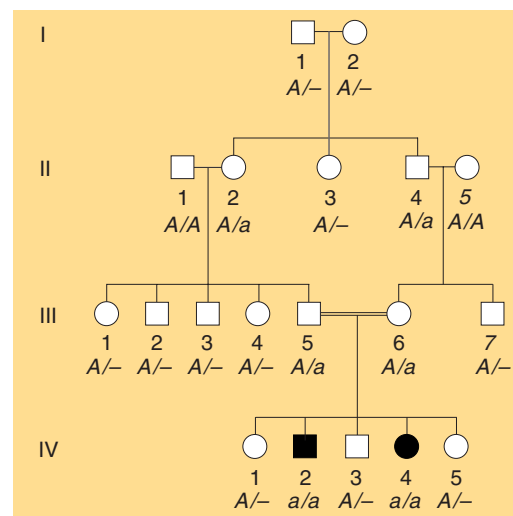 I
1 2
A/– A/–
II
1 2 3 4 5
A/A A/a A/– A/a A/A
III
1 2 3 4 5 6 7
A/– A/– A/– A/– A/a A/a A/–
IV
1 2 3 4 5
A/– a/a A/– a/a A/–